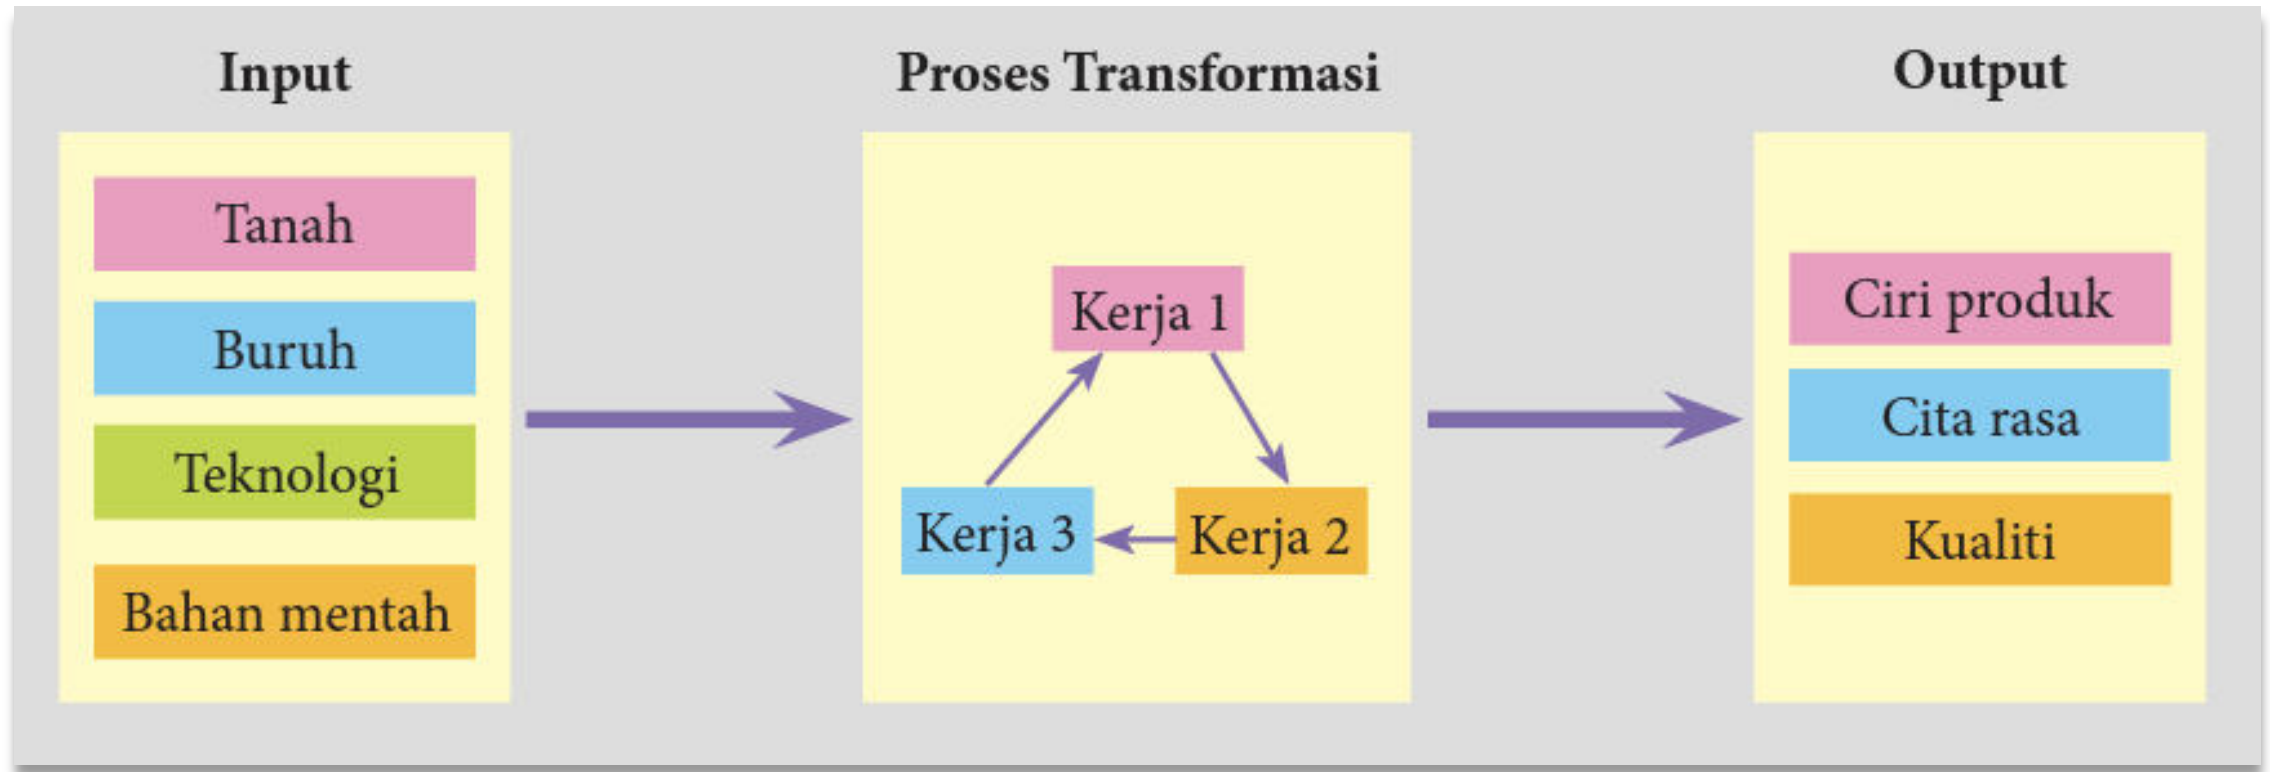 Input
Tanah
Buruh
Teknologi
Bahan mentah
Proses Transformasi
Kerja 1
Kerja 3
Kerja 2
Output
Ciri produk
Cita rasa
Kualiti